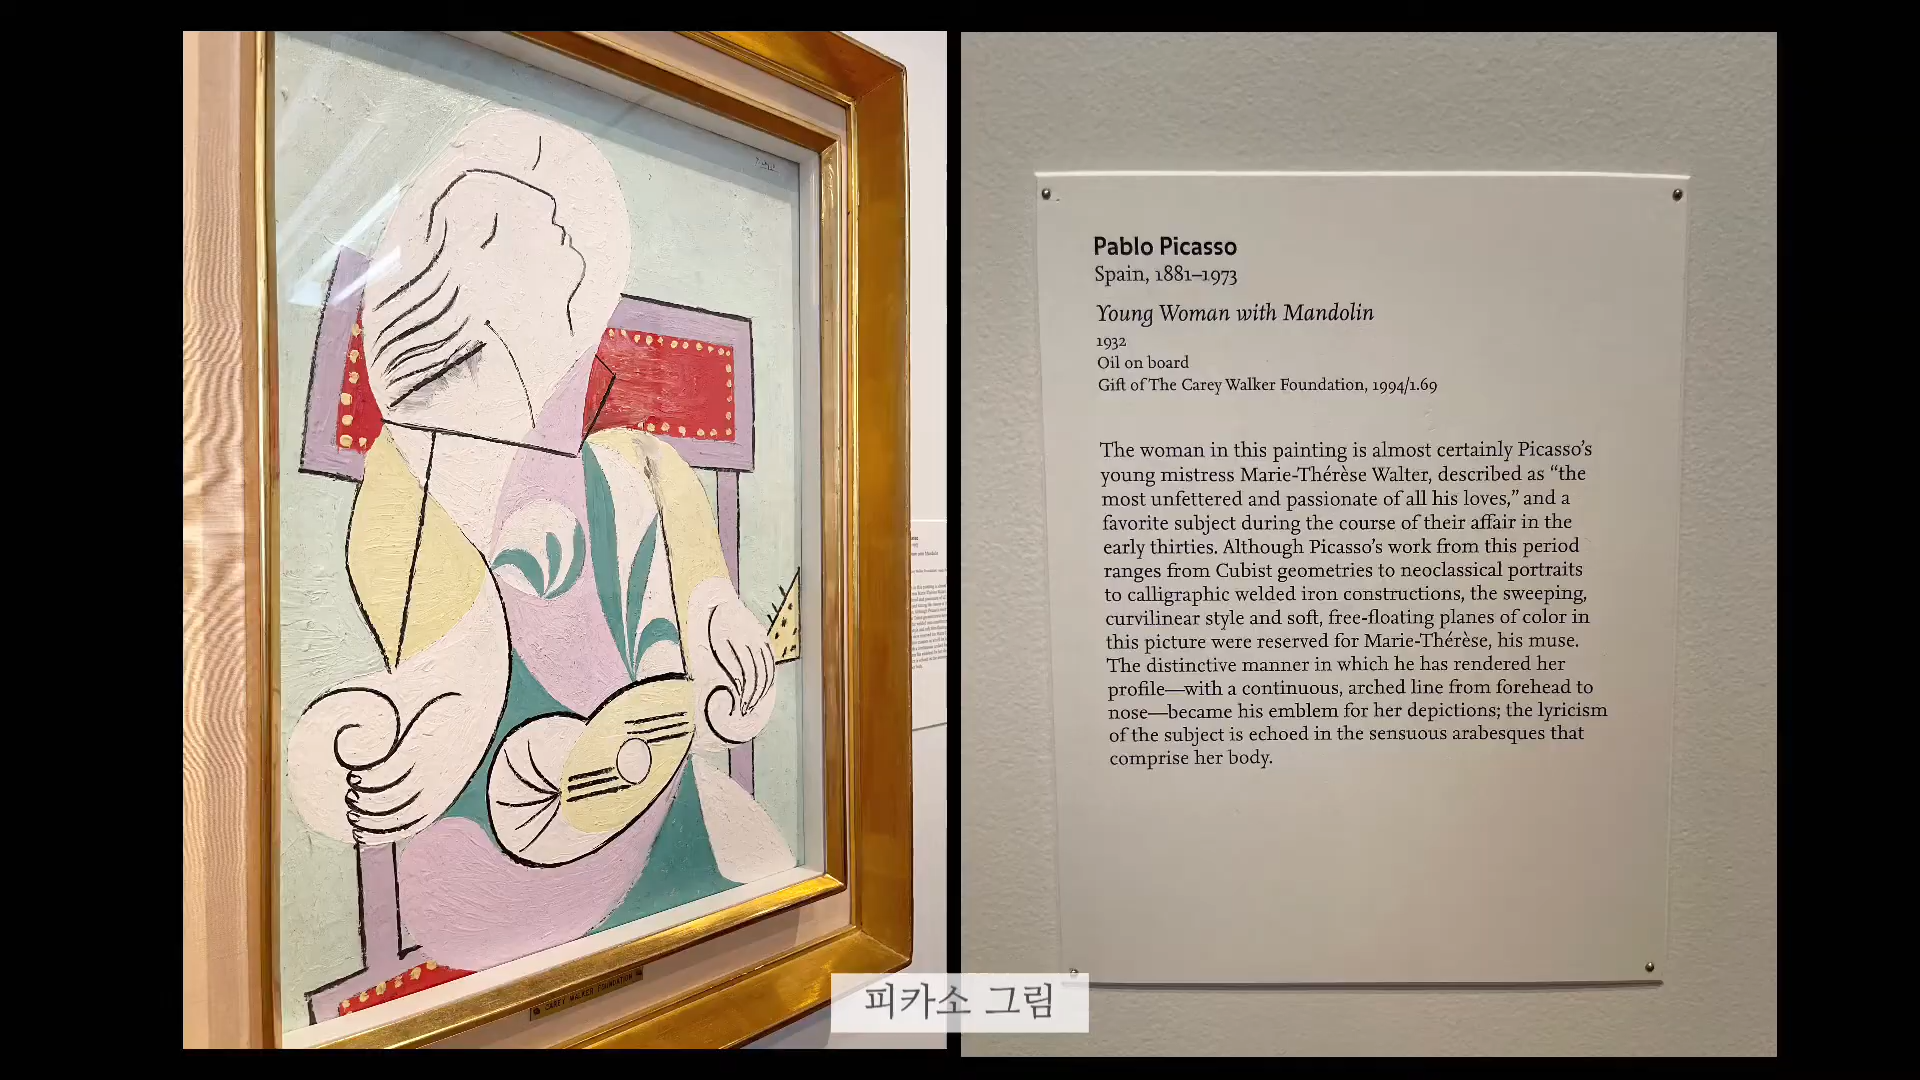 Pablo Picasso
Spain, 1881–1973
Young Woman with Mandolin
1932
Oil on board
Gift of The Carey Walker Foundation, 1994/1.69
The woman in this painting is almost certainly Picasso’s
young mistress Marie-Thérèse Walter, described as “the
most unfettered and passionate of all his loves,” and a
favorite subject during the course of their affair in the
early thirties. Although Picasso’s work from this period
ranges from Cubist geometries to neoclassical portraits
to calligraphic welded iron constructions, the sweeping,
curvilinear style and soft, free-floating planes of color in
this picture were reserved for Marie-Thérèse, his muse.
The distinctive manner in which he has rendered her
profile—with a continuous, arched line from forehead to
nose—became his emblem for her depictions; the lyricism
of the subject is echoed in the sensuous arabesques that
comprise her body.
CAREY WALKER FOUNDATION
피카소 그림